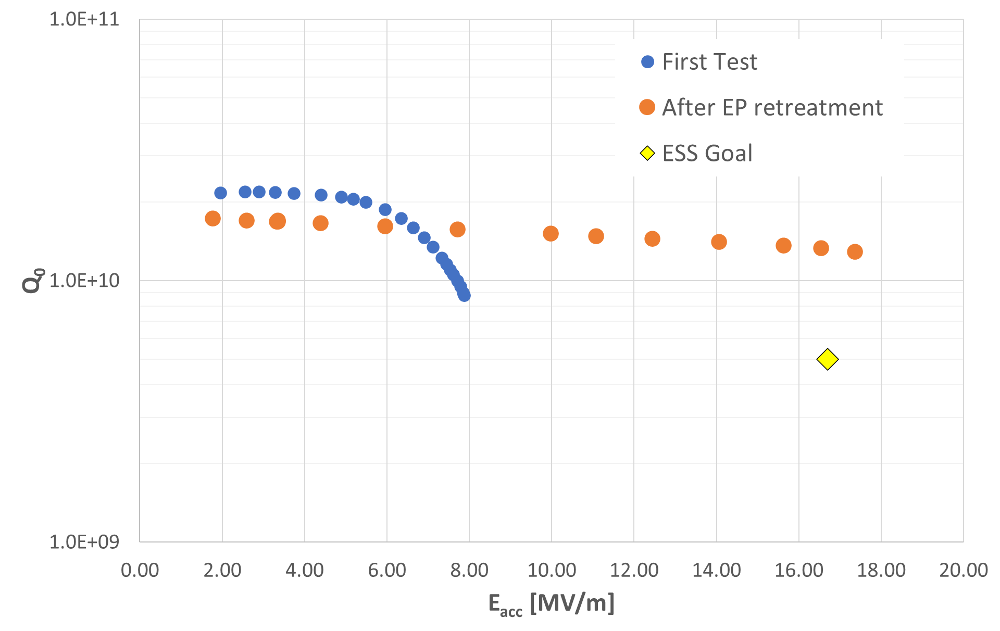 1.0E+11
First Test
After EP retreatment
ESS Goal
Q0
1.0E+10
1.0E+09
0.00 2.00 4.00 6.00 8.00 10.00 12.00 14.00 16.00 18.00 20.00
Eacc [MV/m]